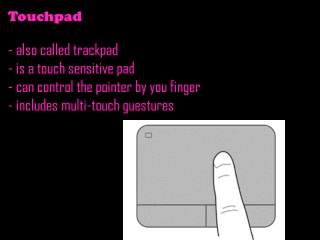 Touchpad
- also called trackpad
- is a touch sensitive pad
- can control the pointer by you finger
- includes multi-touch guestures